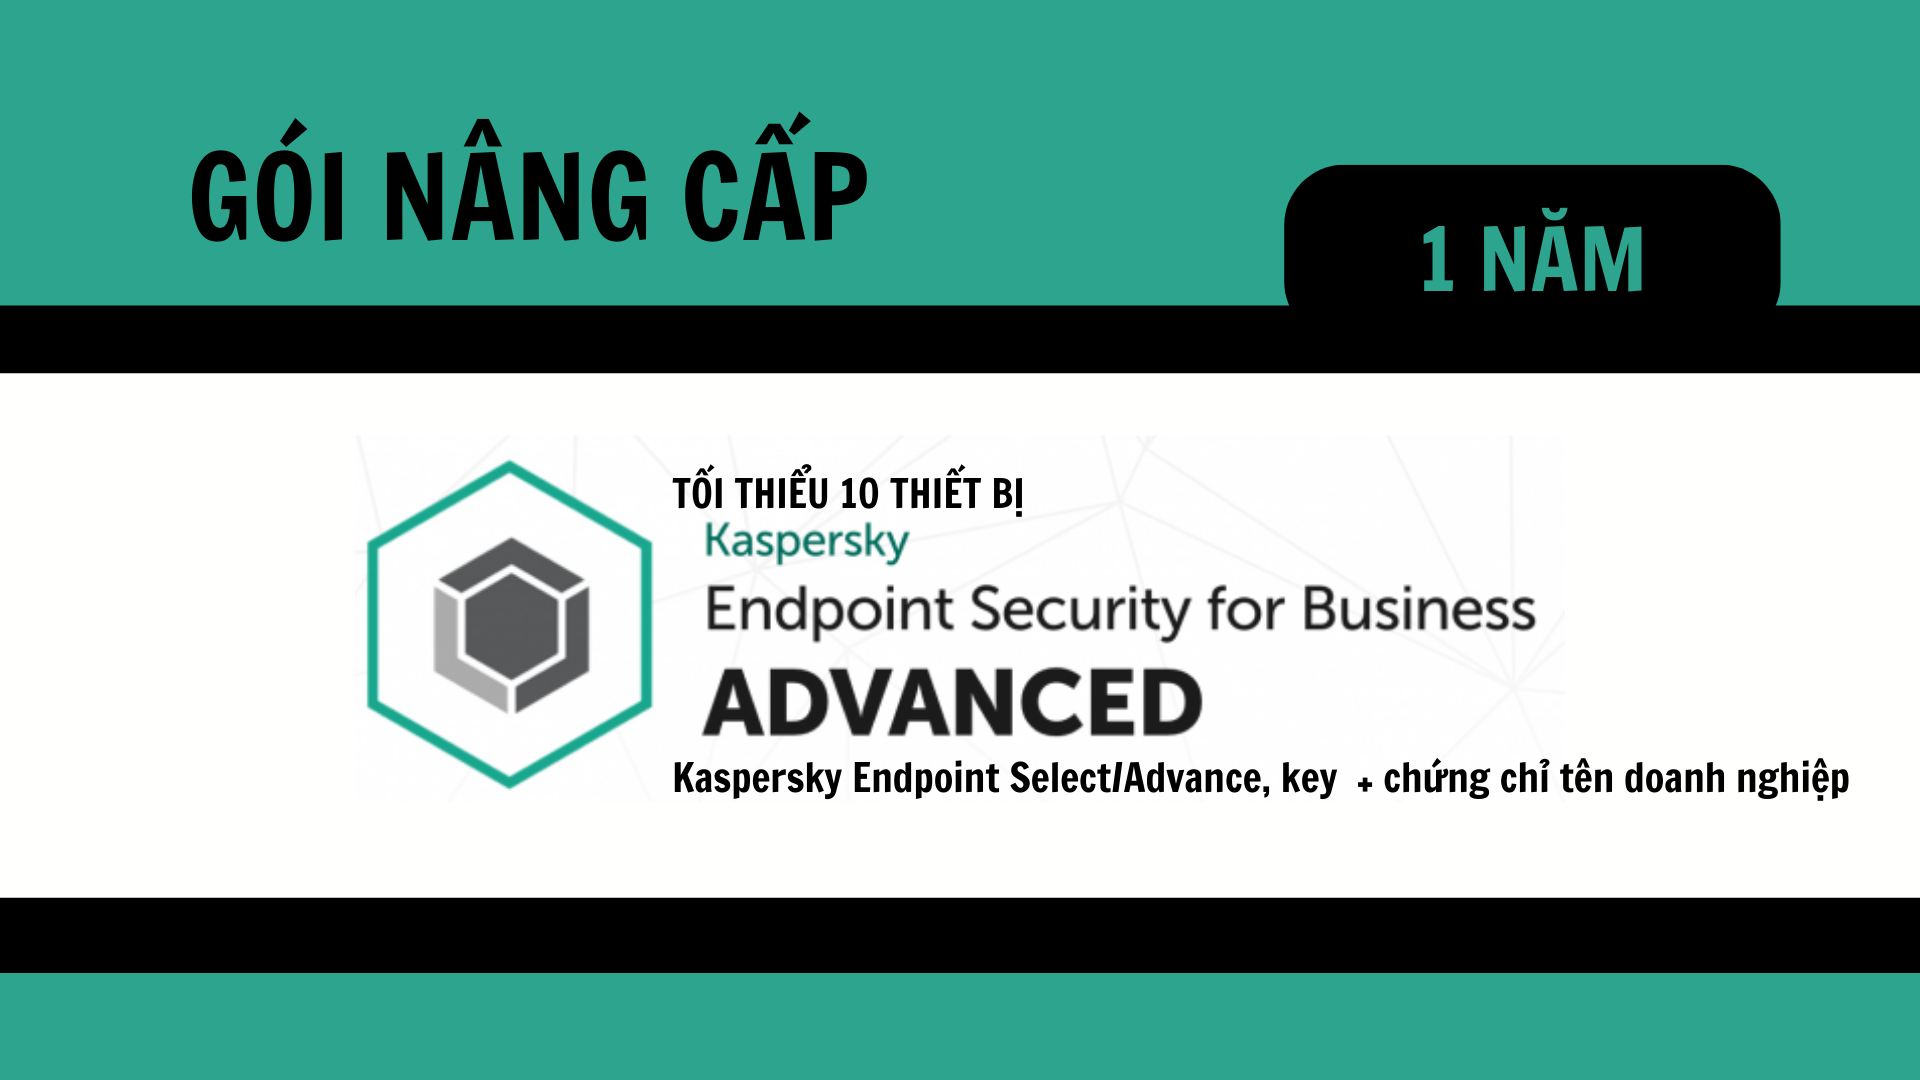 GÓI NÂNG CẤP
1 NĂM
TỐI THIỂU 10 THIẾT BỊ
Kaspersky
Endpoint Security for Business
ADVANCED
Kaspersky Endpoint Select/Advance, key + chứng chỉ tên doanh nghiệp